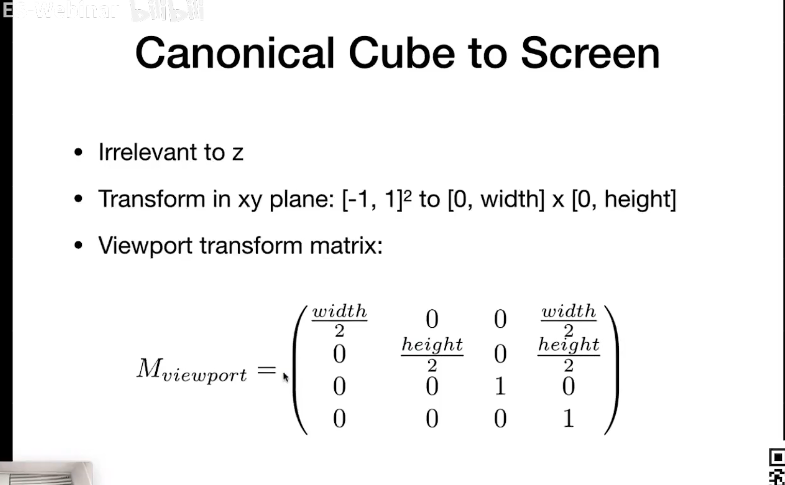 Canonical Cube to Screen
• Irrelevant to z
• Transform in xy plane: [-1, 1]² to [0, width] x [0, height]
• Viewport transform matrix:
M_{viewport} = \begin{pmatrix} \frac{width}{2} & 0 & 0 & \frac{width}{2} \\ 0 & \frac{height}{2} & 0 & \frac{height}{2} \\ 0 & 0 & 1 & 0 \\ 0 & 0 & 0 & 1 \end{pmatrix}